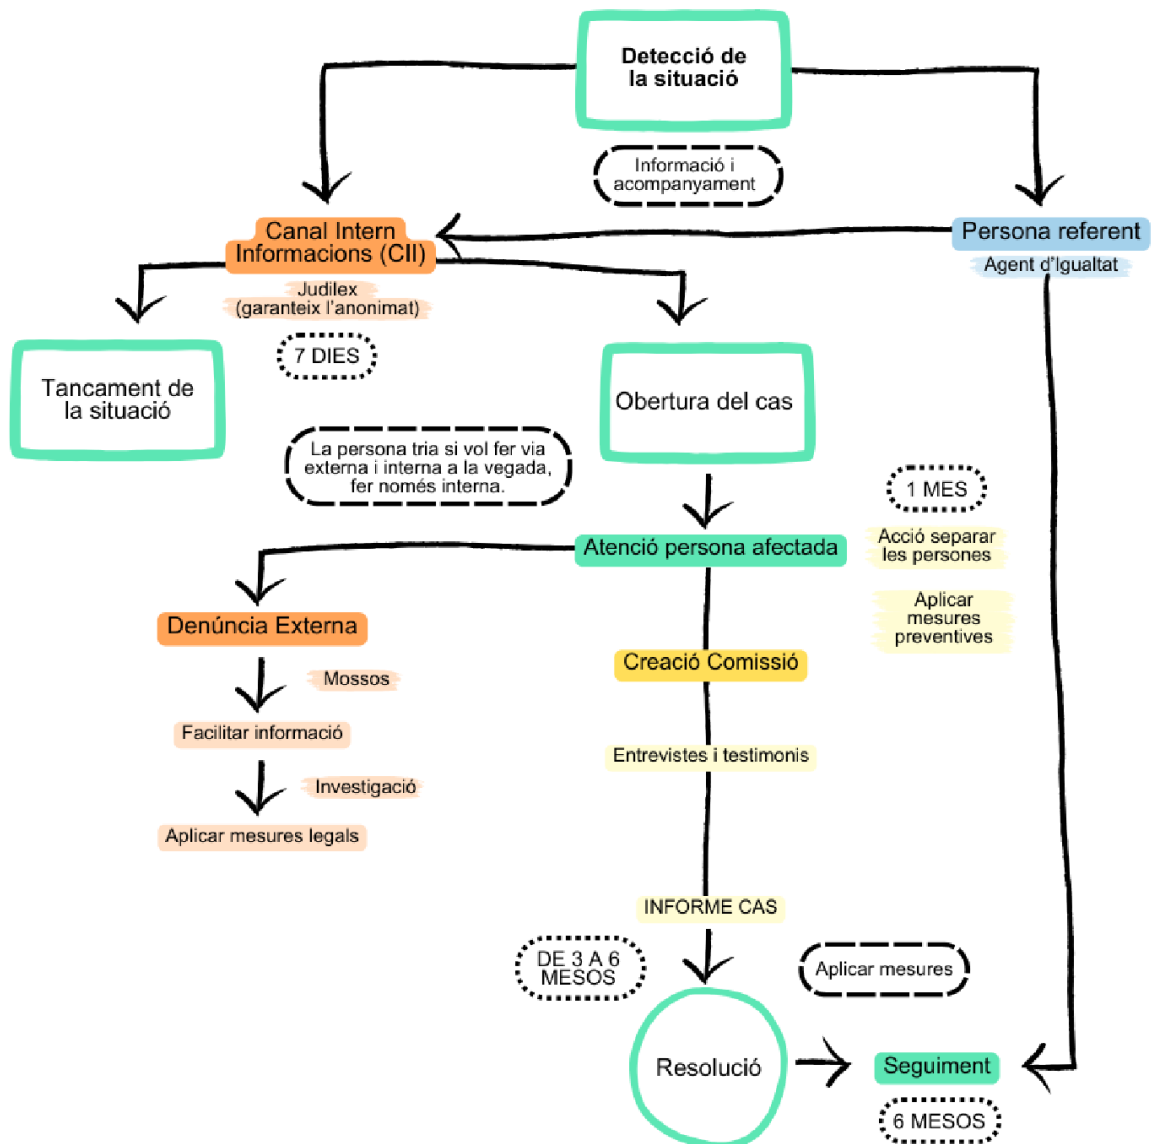 Detecció de
la situació
Informació i
acompanyament
Canal Intern
Informacions (CII)
Judilex
(garanteix l'anonimat)
Persona referent
Agent d'Igualtat
7 DIES
Tancament de
la situació
Obertura del cas
La persona tria si vol fer via
externa i interna a la vegada,
fer només interna.
1 MES
Acció separar
les persones
Aplicar
mesures
preventives
Atenció persona afectada
Denúncia Externa
Mossos
Facilitar informació
Investigació
Aplicar mesures legals
Creació Comissió
Entrevistes i testimonis
INFORME CAS
DE 3 A 6
MESOS
Aplicar mesures
Resolució
Seguiment
6 MESOS